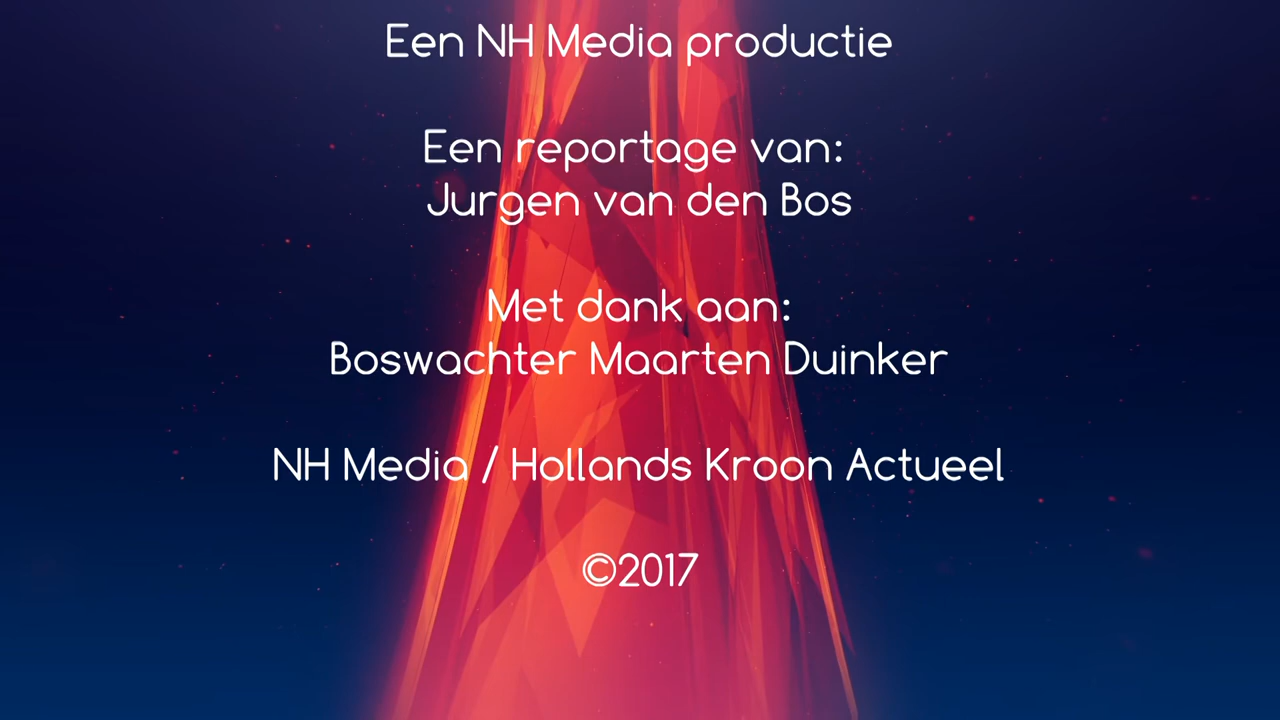 Een NH Media productie
Een reportage van:
Jurgen van den Bos
Met dank aan:
Boswachter Maarten Duinker
NH Media / Hollands Kroon Actueel
©2017